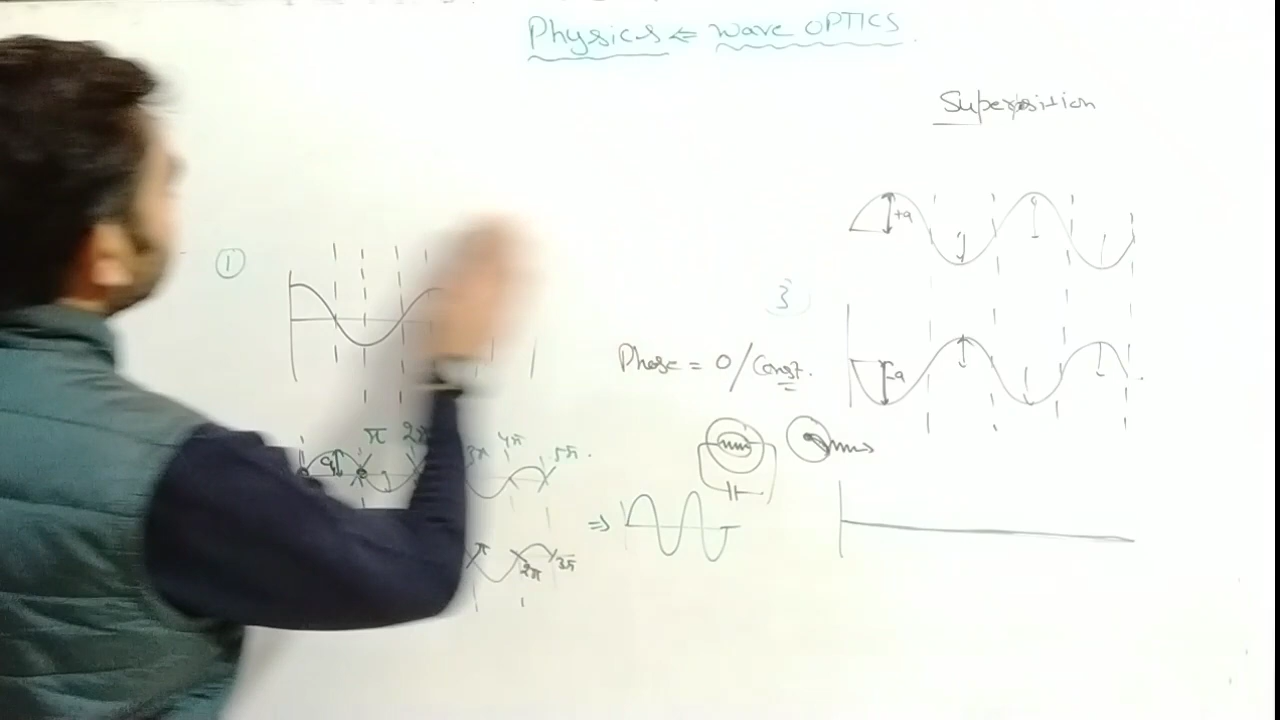 Physics ⇐ Wave OPTICS
Superposition
+a
1
3
-a
Phase = 0/Const.
π 2π 3π 4π 5π
a
⇒
π 2π 3π